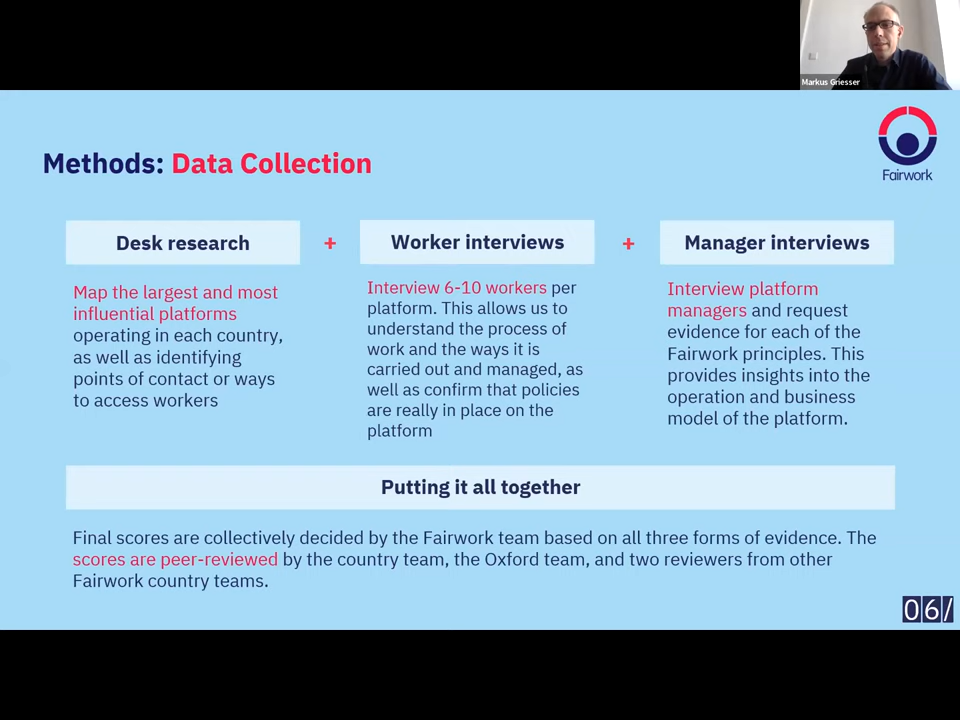 Markus Griesser
Methods: Data Collection
Fairwork
Desk research
+
Worker interviews
+
Manager interviews
Map the largest and most
influential platforms
operating in each country,
as well as identifying
points of contact or ways
to access workers
Interview 6-10 workers per
platform. This allows us to
understand the process of
work and the ways it is
carried out and managed, as
well as confirm that policies
are really in place on the
platform
Interview platform
managers and request
evidence for each of the
Fairwork principles. This
provides insights into the
operation and business
model of the platform.
Putting it all together
Final scores are collectively decided by the Fairwork team based on all three forms of evidence. The
scores are peer-reviewed by the country team, the Oxford team, and two reviewers from other
Fairwork country teams.
06/